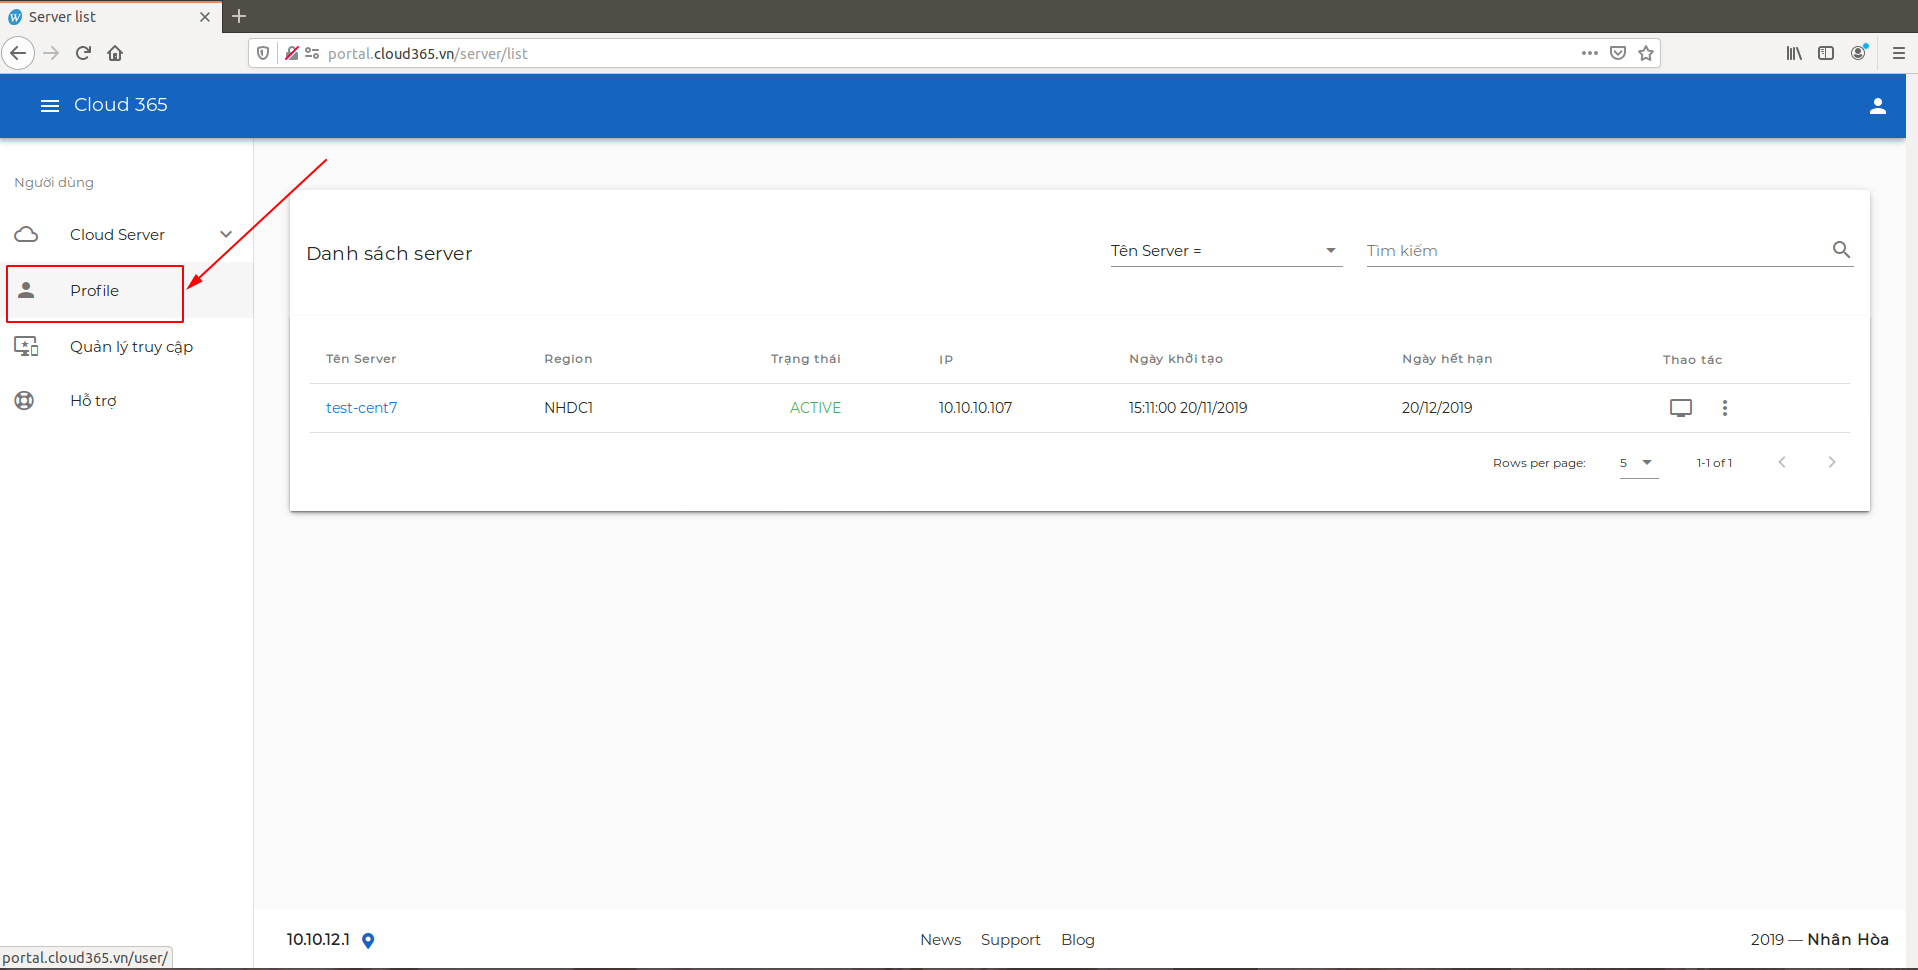 Server list
portal.cloud365.vn/server/list
Cloud 365
Người dùng
Cloud Server
Profile
Quản lý truy cập
Hỗ trợ
Danh sách server
Tên Server =
Tìm kiếm
Tên Server Region Trạng thái IP Ngày khởi tạo Ngày hết hạn Thao tác
test-cent7 NHDC1 ACTIVE 10.10.10.107 15:11:00 20/11/2019 20/12/2019
Rows per page: 5 1-1 of 1
10.10.12.1 News Support Blog 2019 — Nhân Hòa
portal.cloud365.vn/user/